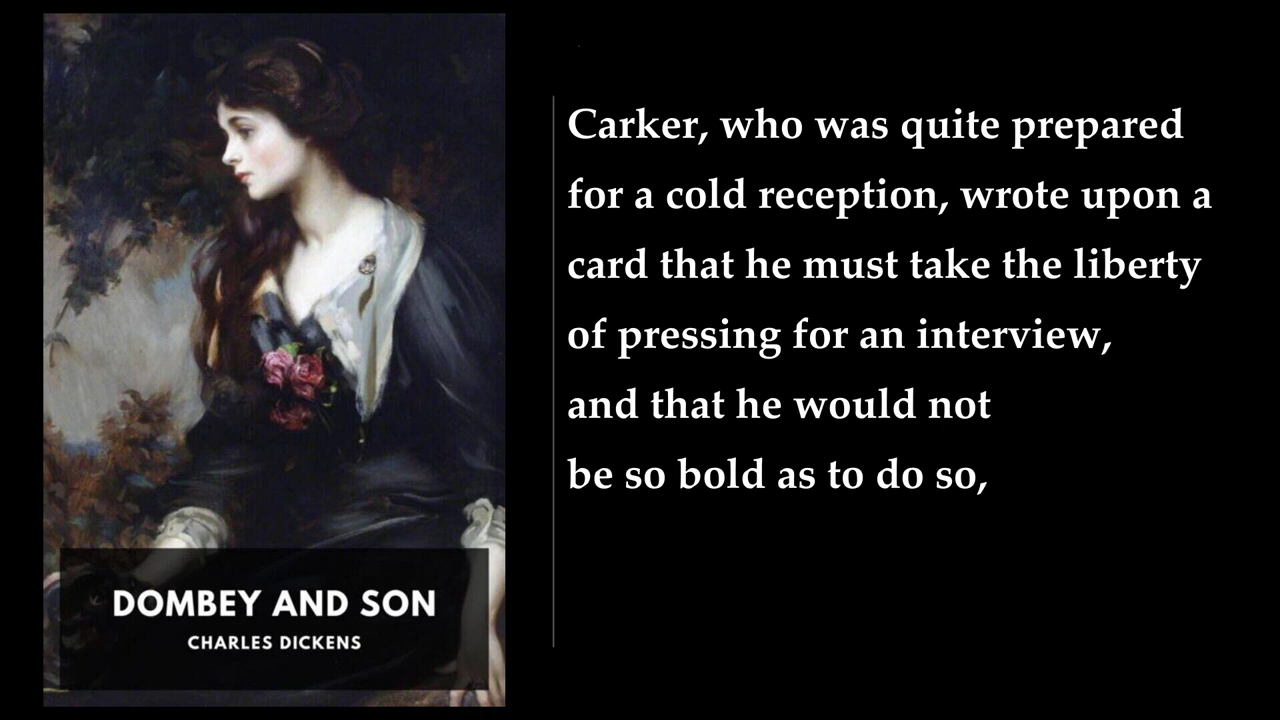 DOMBEY AND SON
CHARLES DICKENS
Carker, who was quite prepared
for a cold reception, wrote upon a
card that he must take the liberty
of pressing for an interview,
and that he would not
be so bold as to do so,